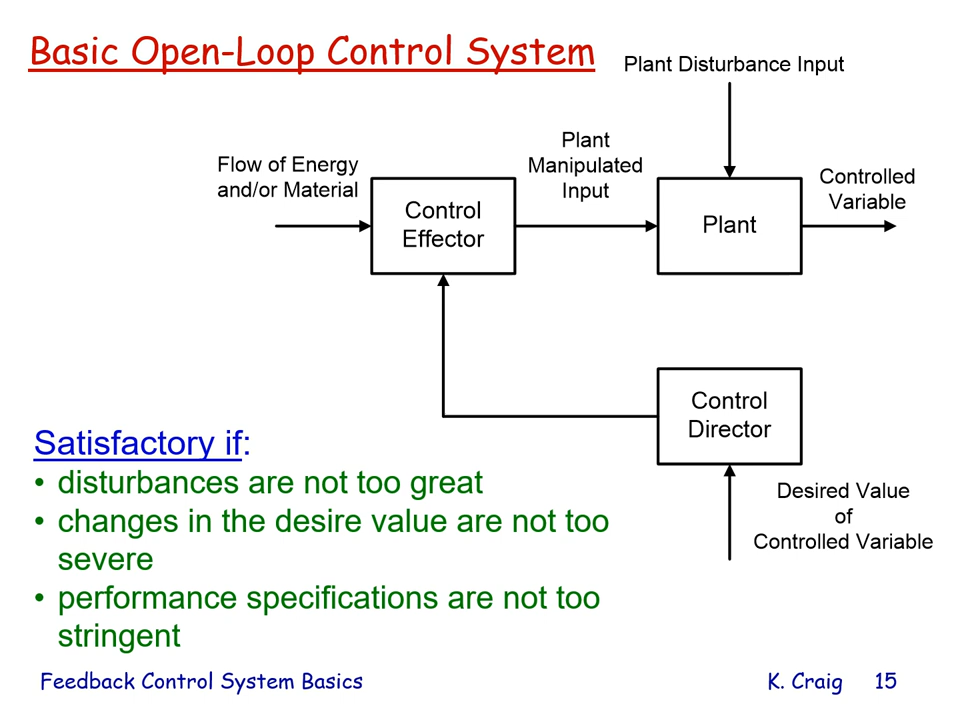 Basic Open-Loop Control System
Plant Disturbance Input
Flow of Energy
and/or Material
Control
Effector
Plant
Manipulated
Input
Plant
Controlled
Variable
Control
Director
Desired Value
of
Controlled Variable
Satisfactory if:
• disturbances are not too great
• changes in the desire value are not too
severe
• performance specifications are not too
stringent
Feedback Control System Basics
K. Craig 15